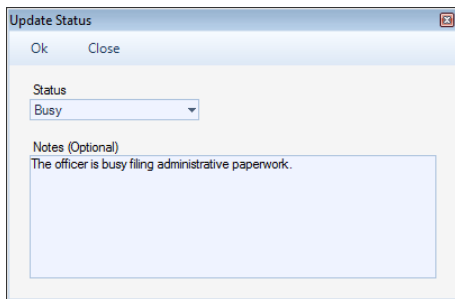 Update Status
Ok Close
Status
Busy
Notes (Optional)
The officer is busy filing administrative paperwork.